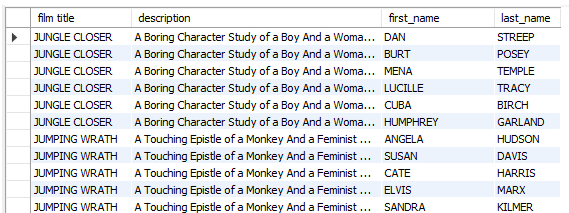 film title description first_name last_name
JUNGLE CLOSER A Boring Character Study of a Boy And a Woma... DAN STREEP
JUNGLE CLOSER A Boring Character Study of a Boy And a Woma... BURT POSEY
JUNGLE CLOSER A Boring Character Study of a Boy And a Woma... MENA TEMPLE
JUNGLE CLOSER A Boring Character Study of a Boy And a Woma... LUCILLE TRACY
JUNGLE CLOSER A Boring Character Study of a Boy And a Woma... CUBA BIRCH
JUNGLE CLOSER A Boring Character Study of a Boy And a Woma... HUMPHREY GARLAND
JUMPING WRATH A Touching Epistle of a Monkey And a Feminist ... ANGELA HUDSON
JUMPING WRATH A Touching Epistle of a Monkey And a Feminist ... SUSAN DAVIS
JUMPING WRATH A Touching Epistle of a Monkey And a Feminist ... CATE HARRIS
JUMPING WRATH A Touching Epistle of a Monkey And a Feminist ... ELVIS MARX
JUMPING WRATH A Touching Epistle of a Monkey And a Feminist ... SANDRA KILMER